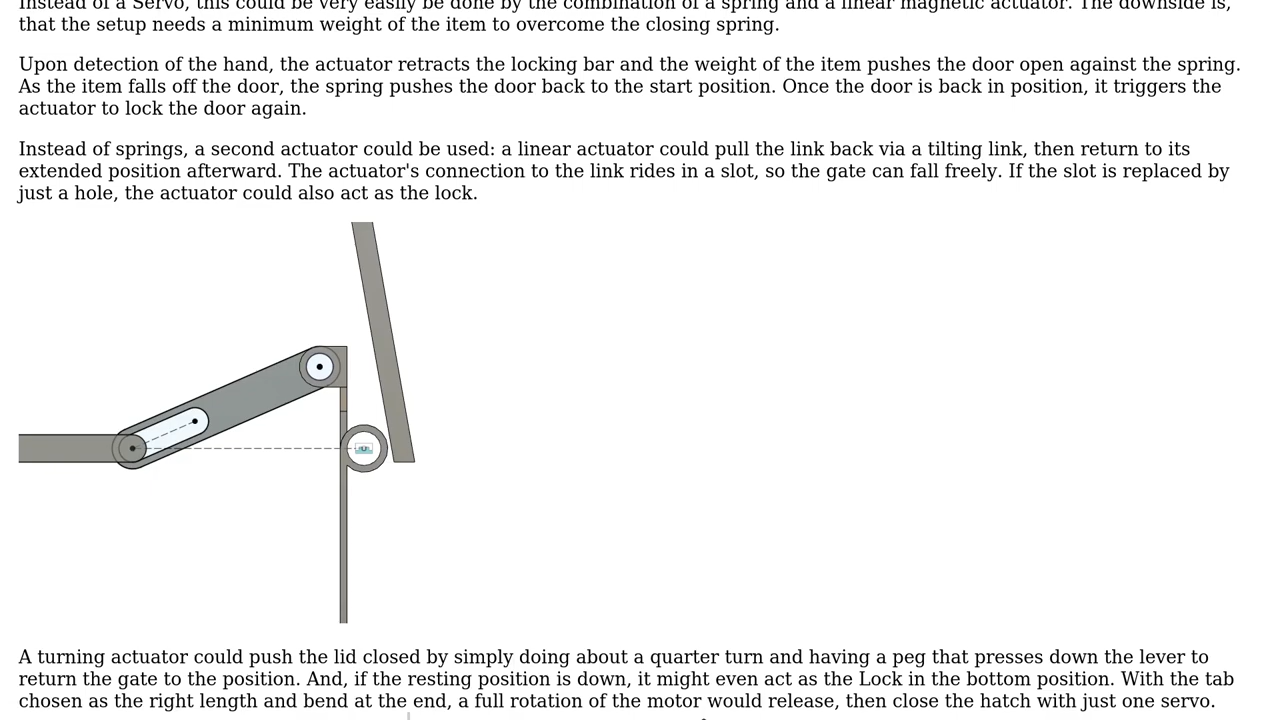 Instead of a Servo, this could be very easily be done by the combination of a spring and a linear magnetic actuator. The downside is,
that the setup needs a minimum weight of the item to overcome the closing spring.
Upon detection of the hand, the actuator retracts the locking bar and the weight of the item pushes the door open against the spring.
As the item falls off the door, the spring pushes the door back to the start position. Once the door is back in position, it triggers the
actuator to lock the door again.
Instead of springs, a second actuator could be used: a linear actuator could pull the link back via a tilting link, then return to its
extended position afterward. The actuator's connection to the link rides in a slot, so the gate can fall freely. If the slot is replaced by
just a hole, the actuator could also act as the lock.
A turning actuator could push the lid closed by simply doing about a quarter turn and having a peg that presses down the lever to
return the gate to the position. And, if the resting position is down, it might even act as the Lock in the bottom position. With the tab
chosen as the right length and bend at the end, a full rotation of the motor would release, then close the hatch with just one servo.